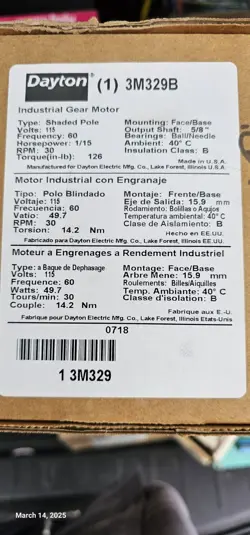 Dayton® (1) 3M329B
Industrial Gear Motor
Type: Shaded Pole Mounting: Face/Base
Volts: 115 Output Shaft: 5/8"
Frequency: 60 Bearings: Ball/Needle
Horsepower: 1/15 Ambient: 40° C
RPM: 30 Insulation Class: B
Torque(in-lb): 126
Made in U.S.A.
Manufactured for Dayton Electric Mfg. Co., Lake Forest, Illinois U.S.A.
Motor Industrial con Engranaje
Tipo: Polo Blindado Montaje: Frente/Base
Voltaje: 115 Eje de Salida: 15.9 mm
Frecuencia: 60 Rodamiento: Bolillas o Agujos
Vatio: 49.7 Temperatura ambiental: 40° C
RPM: 30 Clase de Aislamiento: B
Torsion: 14.2 Nm Hecho en EE.UU.
Fabricado para Dayton Electric Mfg. Co., Lake Forest, Illinois EE.UU.
Moteur a Engrenages a Rendement Industriel
Type: a Baque de Dephasage Montage: Face/Base
Volts: 115 Arbre Mene: 15.9 mm
Frequence: 60 Roulements: Billes/Aiquilles
Watts: 49.7 Temp. Ambiante: 40° C
Tours/min: 30 Classe d'isolation: B
Couple: 14.2 Nm
Fabrique aux E.-U.
Fabrique pour Dayton Electric Mfg. Co., Lake Forest, Illinois Etats-Unis
0718
1 3M329
March 14, 2025